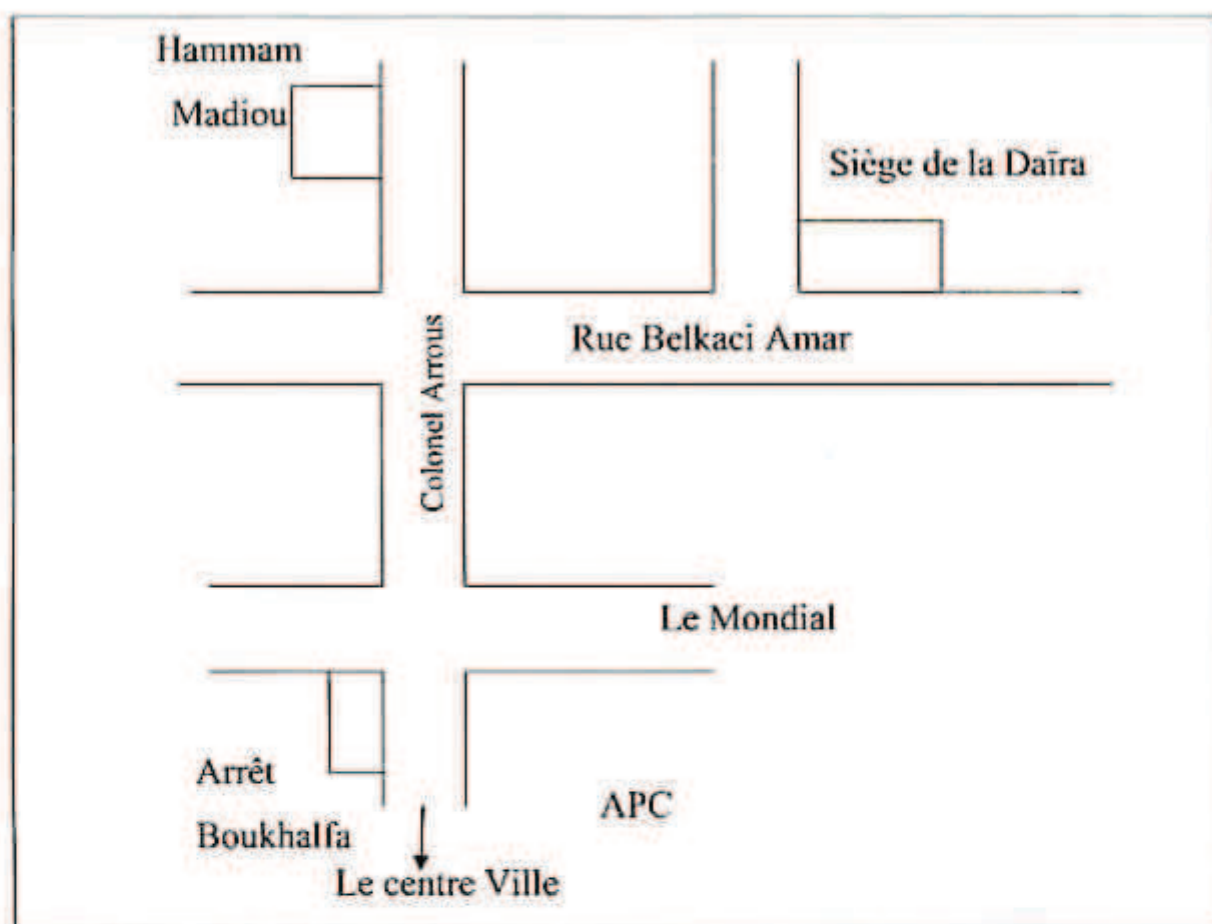 Hammam
Madiou
Siège de la Daïra
Rue Belkaci Amar
Colonel Arrous
Le Mondial
Arrêt
Boukhalfa
APC
Le centre Ville